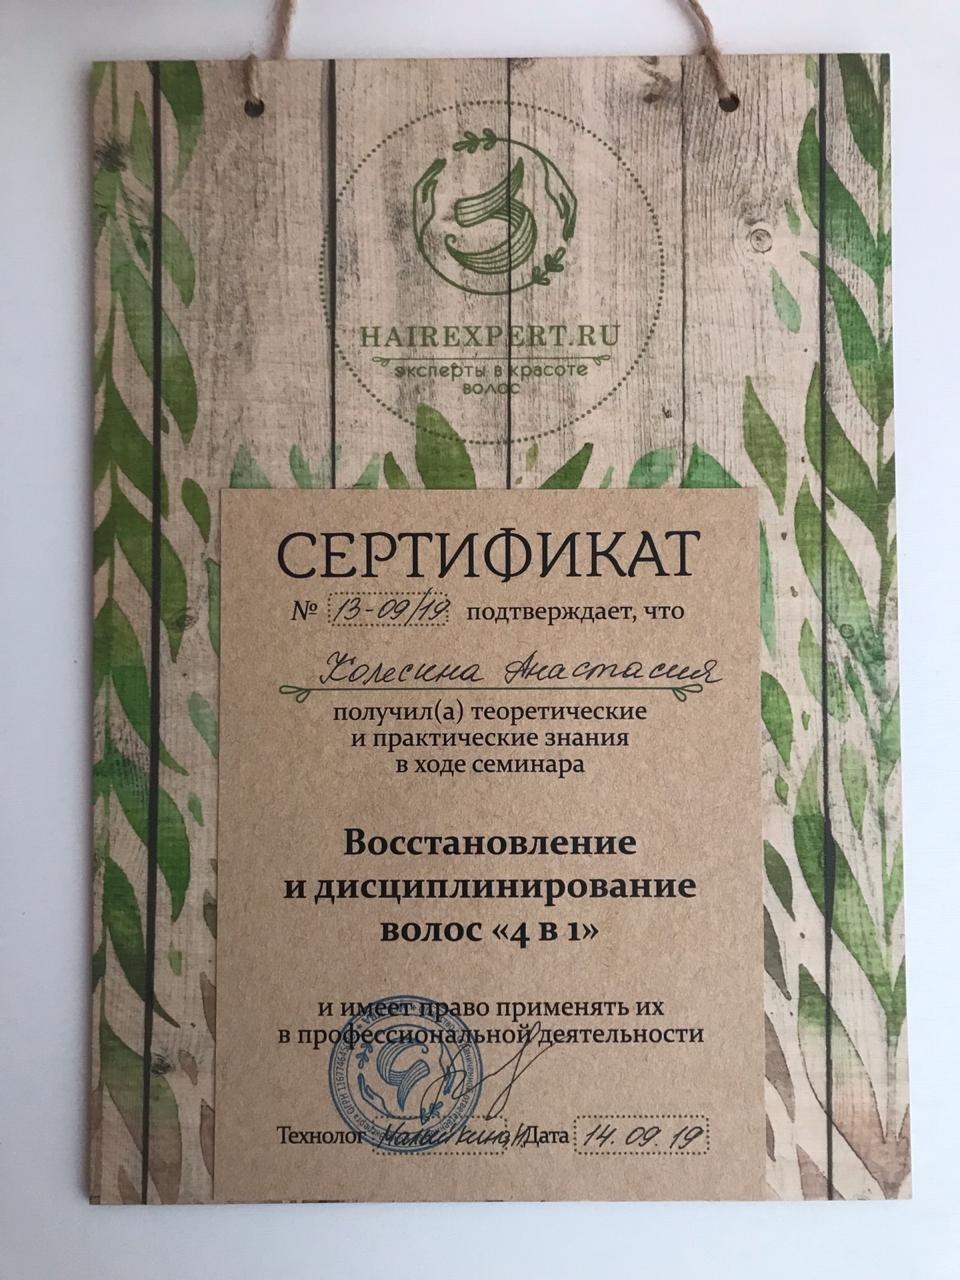 HAIREXPERT.RU
эксперты в красоте
волос
СЕРТИФИКАТ
№ 13-09/19 подтверждает, что
Колесина Анастасия
получил(а) теоретические
и практические знания
в ходе семинара
Восстановление
и дисциплинирование
волос «4 в 1»
и имеет право применять их
в профессиональной деятельности
Технолог Дата 14.09.19